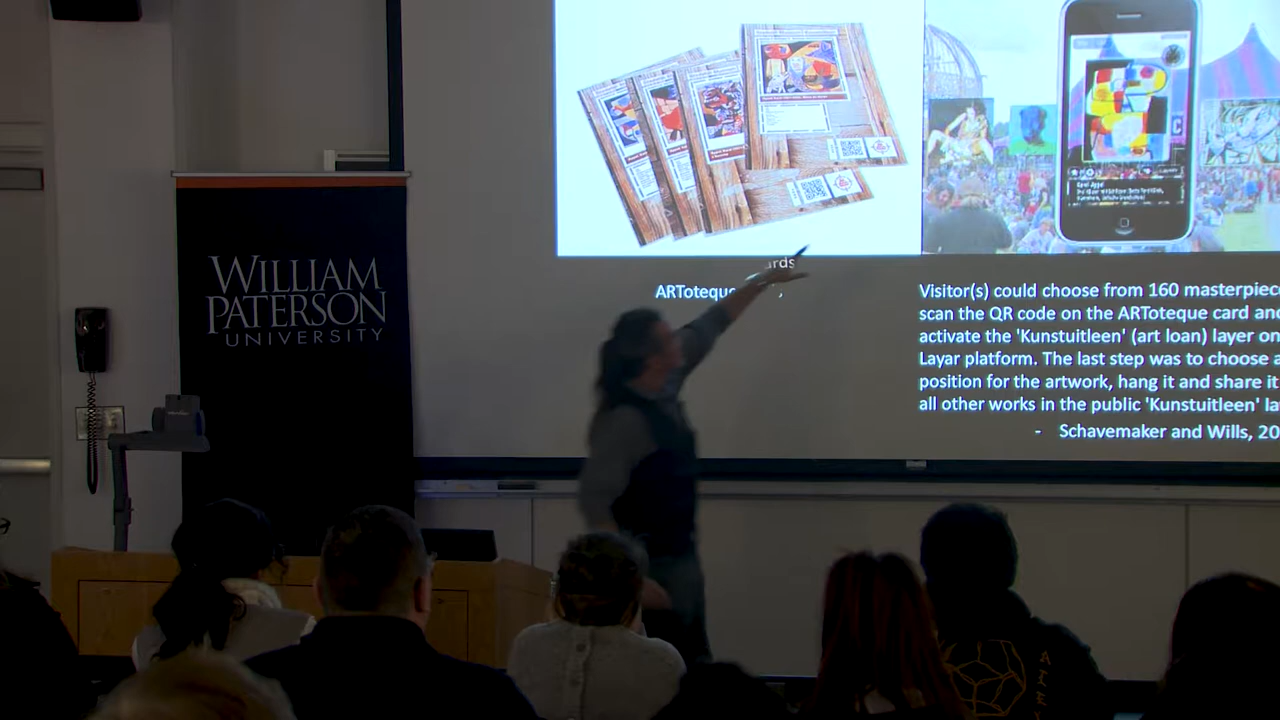 WILLIAM
PATERSON
UNIVERSITY
ards
ARToteque
Visitor(s) could choose from 160 masterpiec
scan the QR code on the ARToteque card and
activate the 'Kunstuitleen' (art loan) layer on
Layar platform. The last step was to choose a
position for the artwork, hang it and share it
all other works in the public 'Kunstuitleen' la
- Schavemaker and Wills, 20